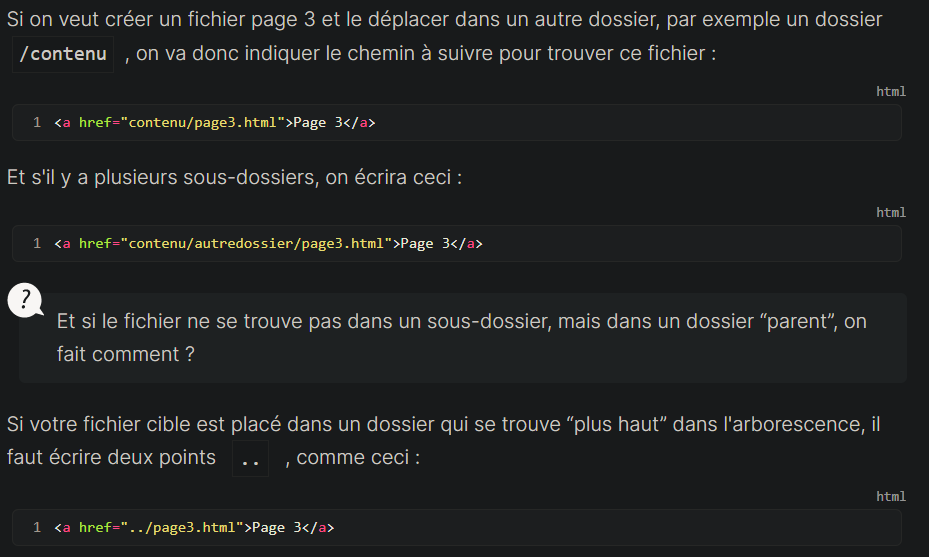 Si on veut créer un fichier page 3 et le déplacer dans un autre dossier, par exemple un dossier
/contenu , on va donc indiquer le chemin à suivre pour trouver ce fichier :
html
1 <a href="contenu/page3.html">Page 3</a>
Et s'il y a plusieurs sous-dossiers, on écrira ceci :
html
1 <a href="contenu/autredossier/page3.html">Page 3</a>
?
Et si le fichier ne se trouve pas dans un sous-dossier, mais dans un dossier “parent”, on
fait comment ?
Si votre fichier cible est placé dans un dossier qui se trouve “plus haut” dans l'arborescence, il
faut écrire deux points .. , comme ceci :
html
1 <a href="../page3.html">Page 3</a>